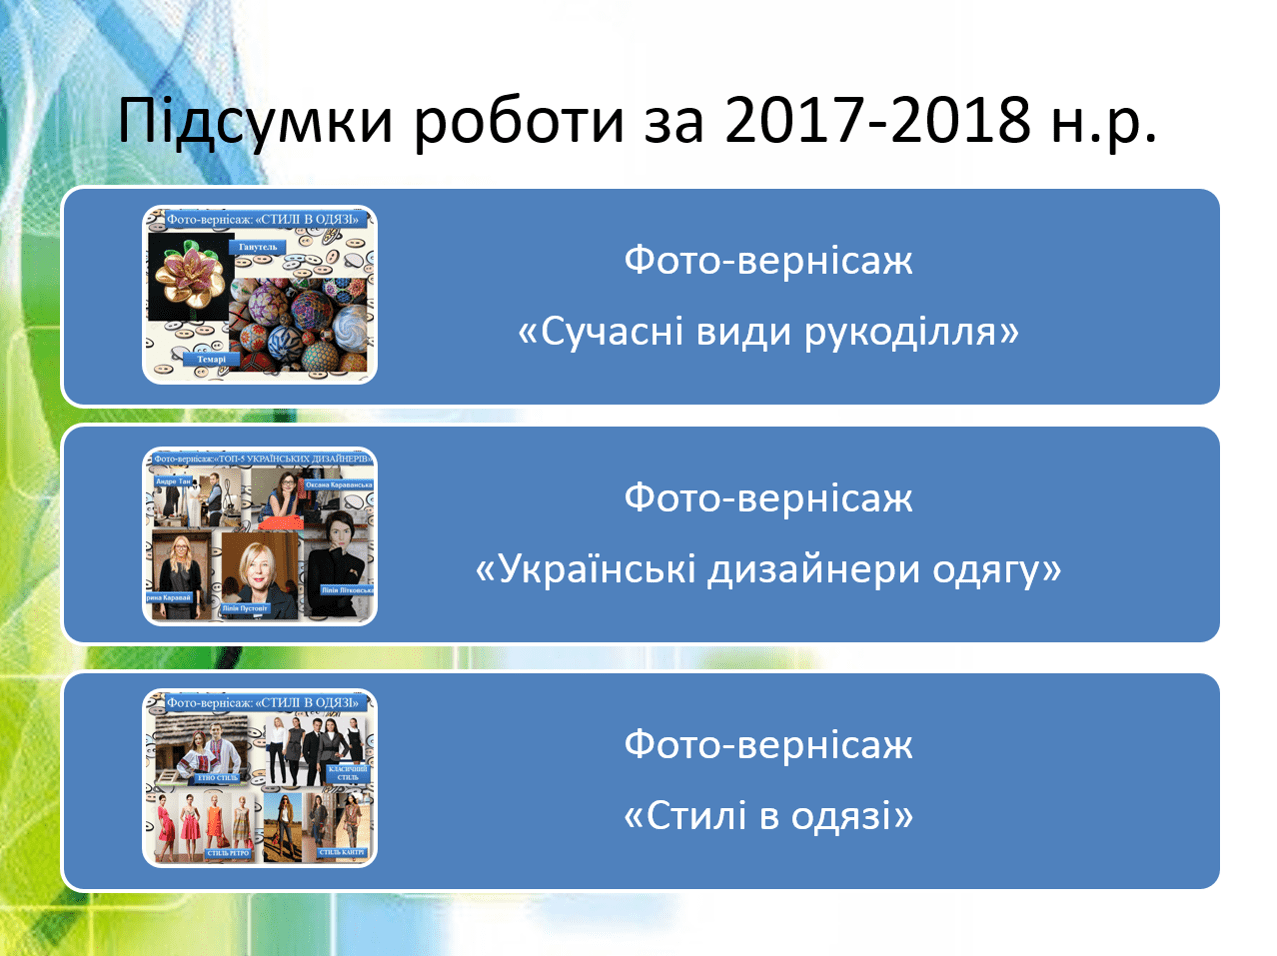 Підсумки роботи за 2017-2018 н.р.
Фото-вернісаж: «СТИЛІ В ОДЯЗІ»
Ганутель
Темарі
Фото-вернісаж
«Сучасні види рукоділля»
Фото-вернісаж:«ТОП-5 УКРАЇНСЬКИХ ДИЗАЙНЕРІВ»
Андре Тан
Оксана Караванська
рина Каравай
Лілія Пустовіт
Лілія Літковська
Фото-вернісаж
«Українські дизайнери одягу»
Фото-вернісаж: «СТИЛІ В ОДЯЗІ»
ЕТНО СТИЛЬ
КЛАСИЧНИЙ
СТИЛЬ
СТИЛЬ РЕТРО
СТИЛЬ КАНТРІ
Фото-вернісаж
«Стилі в одязі»